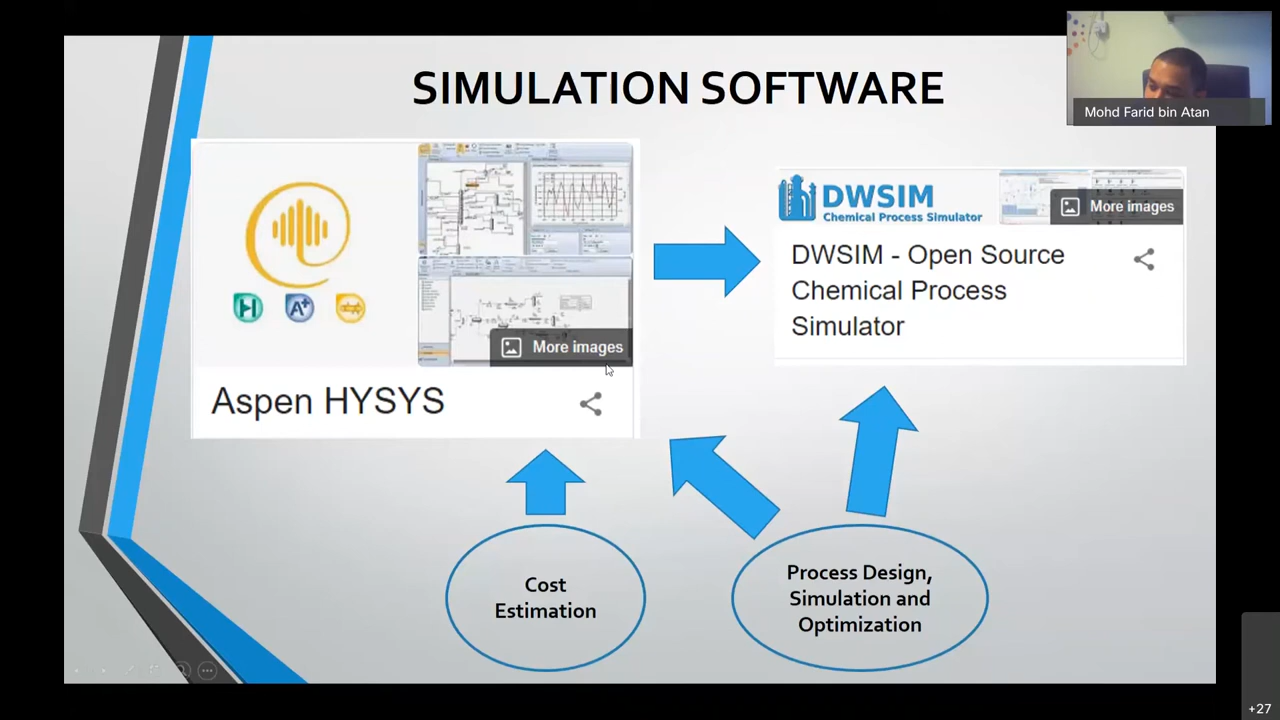 SIMULATION SOFTWARE
Mohd Farid bin Atan
More images
Aspen HYSYS
DWSIM
Chemical Process Simulator
More images
DWSIM - Open Source
Chemical Process
Simulator
Cost
Estimation
Process Design,
Simulation and
Optimization
+27